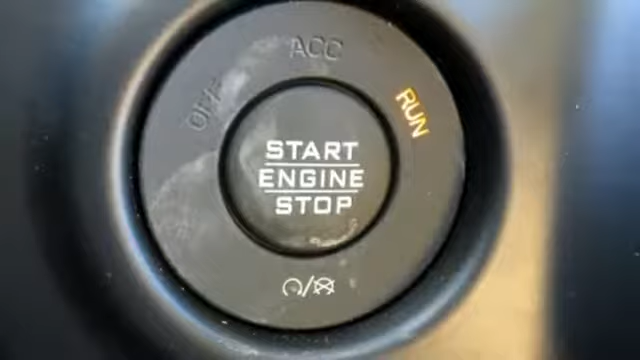 ACC
OFF
RUN
START
ENGINE
STOP